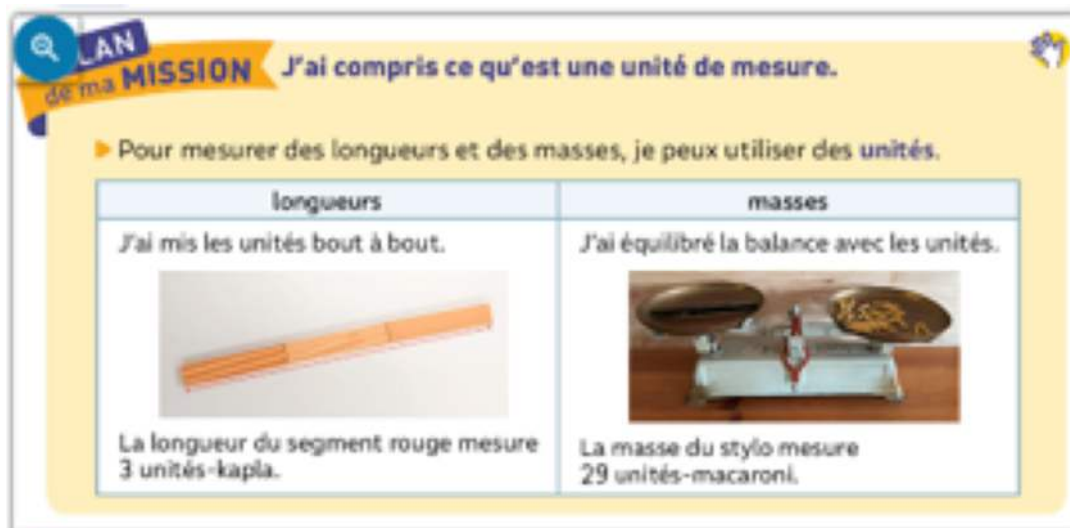 LAN
de ma MISSION
J'ai compris ce qu'est une unité de mesure.
Pour mesurer des longueurs et des masses, je peux utiliser des unités.
longueurs
masses
J'ai mis les unités bout à bout.
J'ai équilibré la balance avec les unités.
La longueur du segment rouge mesure
3 unités-kapla.
La masse du stylo mesure
29 unités-macaroni.